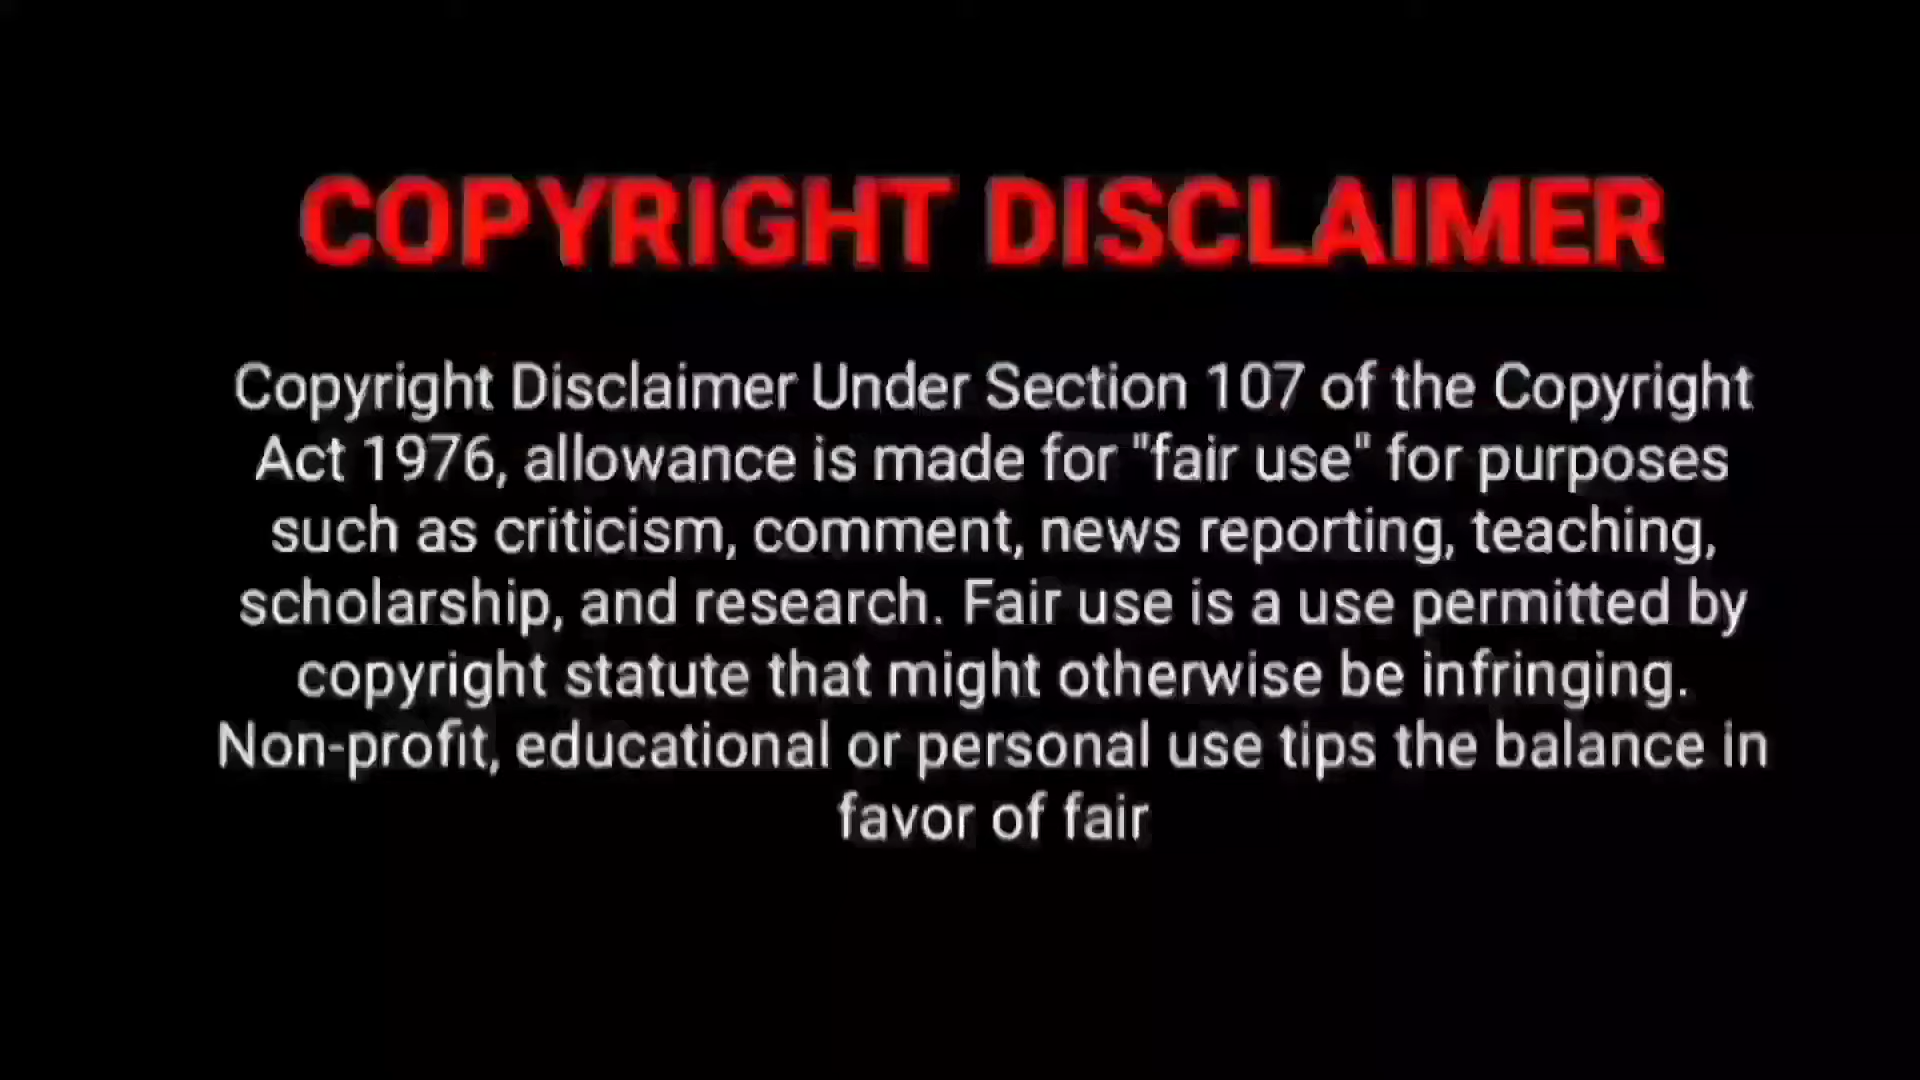 COPYRIGHT DISCLAIMER
Copyright Disclaimer Under Section 107 of the Copyright
Act 1976, allowance is made for "fair use" for purposes
such as criticism, comment, news reporting, teaching,
scholarship, and research. Fair use is a use permitted by
copyright statute that might otherwise be infringing.
Non-profit, educational or personal use tips the balance in
favor of fair